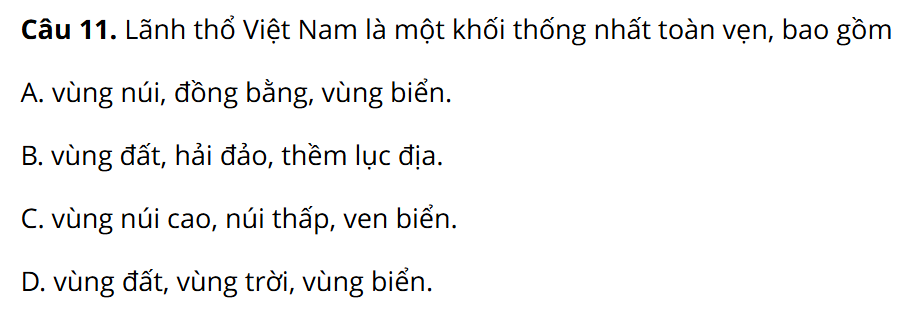 Câu 11. Lãnh thổ Việt Nam là một khối thống nhất toàn vẹn, bao gồm
A. vùng núi, đồng bằng, vùng biển.
B. vùng đất, hải đảo, thềm lục địa.
C. vùng núi cao, núi thấp, ven biển.
D. vùng đất, vùng trời, vùng biển.